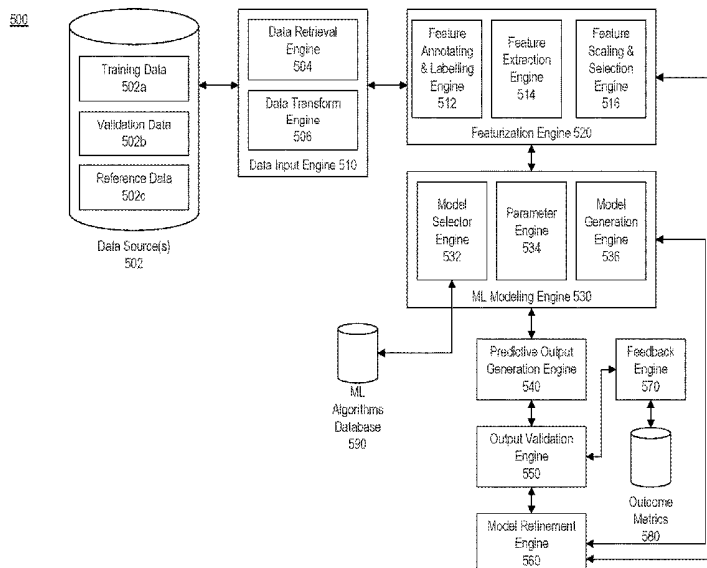 500
Training Data
502a
Validation Data
502b
Reference Data
502c
Data Source(s)
502
Data Retrieval
Engine
504
Data Transform
Engine
506
Data Input Engine 510
Feature
Annotating
& Labelling
Engine
512
Feature
Extraction
Engine
514
Feature
Scaling &
Selection
Engine
516
Featurization Engine 520
Model
Selector
Engine
532
Parameter
Engine
534
Model
Generation
Engine
536
ML Modeling Engine 530
ML
Algorithms
Database
590
Predictive Output
Generation Engine
540
Feedback
Engine
570
Output Validation
Engine
550
Outcome
Metrics
580
Model Refinement
Engine
560